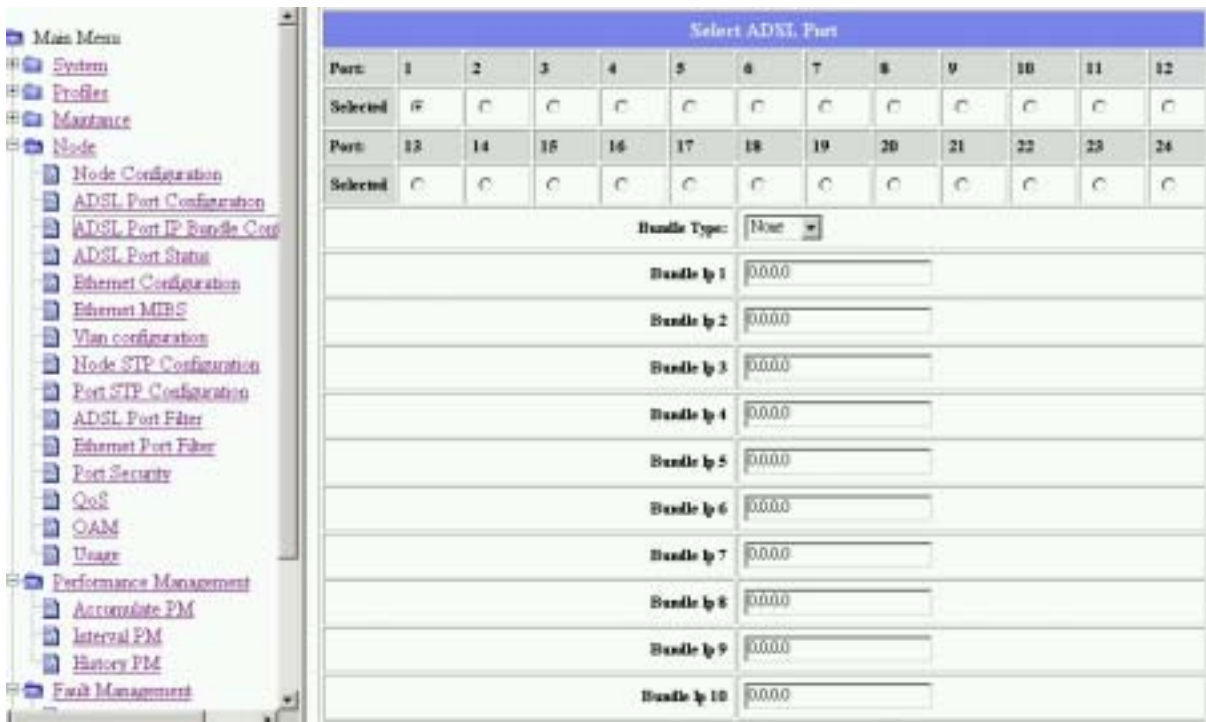 Main Menu
System
Profiles
Mantance
Node
Node Configuration
ADSL Port Configuration
ADSL Port IP Bundle Conf
ADSL Port Status
Ethernet Configuration
Ethernet MIBS
Vlan configuration
Node STP Configuration
Port STP Configuration
ADSL Port Filter
Ethernet Port Filter
Port Security
QoS
OAM
Usage
Performance Management
Accumulate PM
Interval PM
History PM
Fault Management
Select ADSL Port
Port: 1 2 3 4 5 6 7 8 9 10 11 12
Selected
Port: 13 14 15 16 17 18 19 20 21 22 23 24
Selected
Bundle Type: None
Bundle Ip 1 0.0.0.0
Bundle Ip 2 0.0.0.0
Bundle Ip 3 0.0.0.0
Bundle Ip 4 0.0.0.0
Bundle Ip 5 0.0.0.0
Bundle Ip 6 0.0.0.0
Bundle Ip 7 0.0.0.0
Bundle Ip 8 0.0.0.0
Bundle Ip 9 0.0.0.0
Bundle Ip 10 0.0.0.0